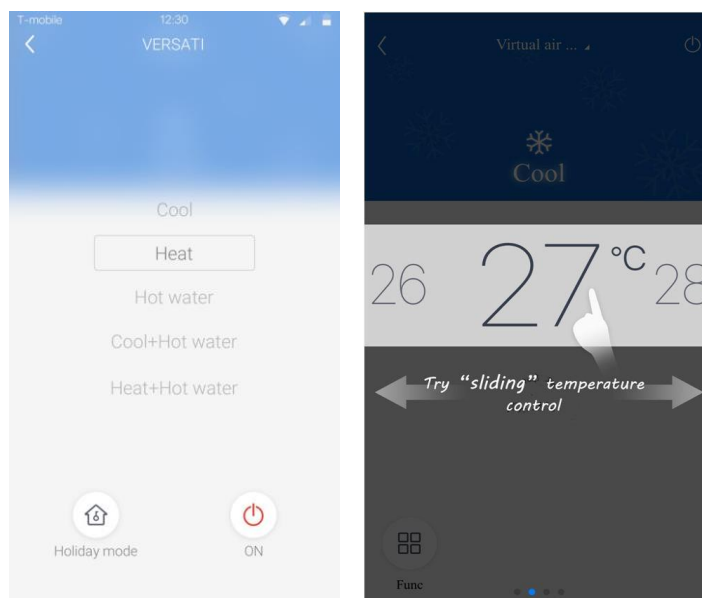 T-mobile 12:30
VERSATI
Cool
Heat
Hot water
Cool+Hot water
Heat+Hot water
Holiday mode
ON
Virtual air ...
Cool
26 27°C 28
Try “sliding” temperature
control
Func